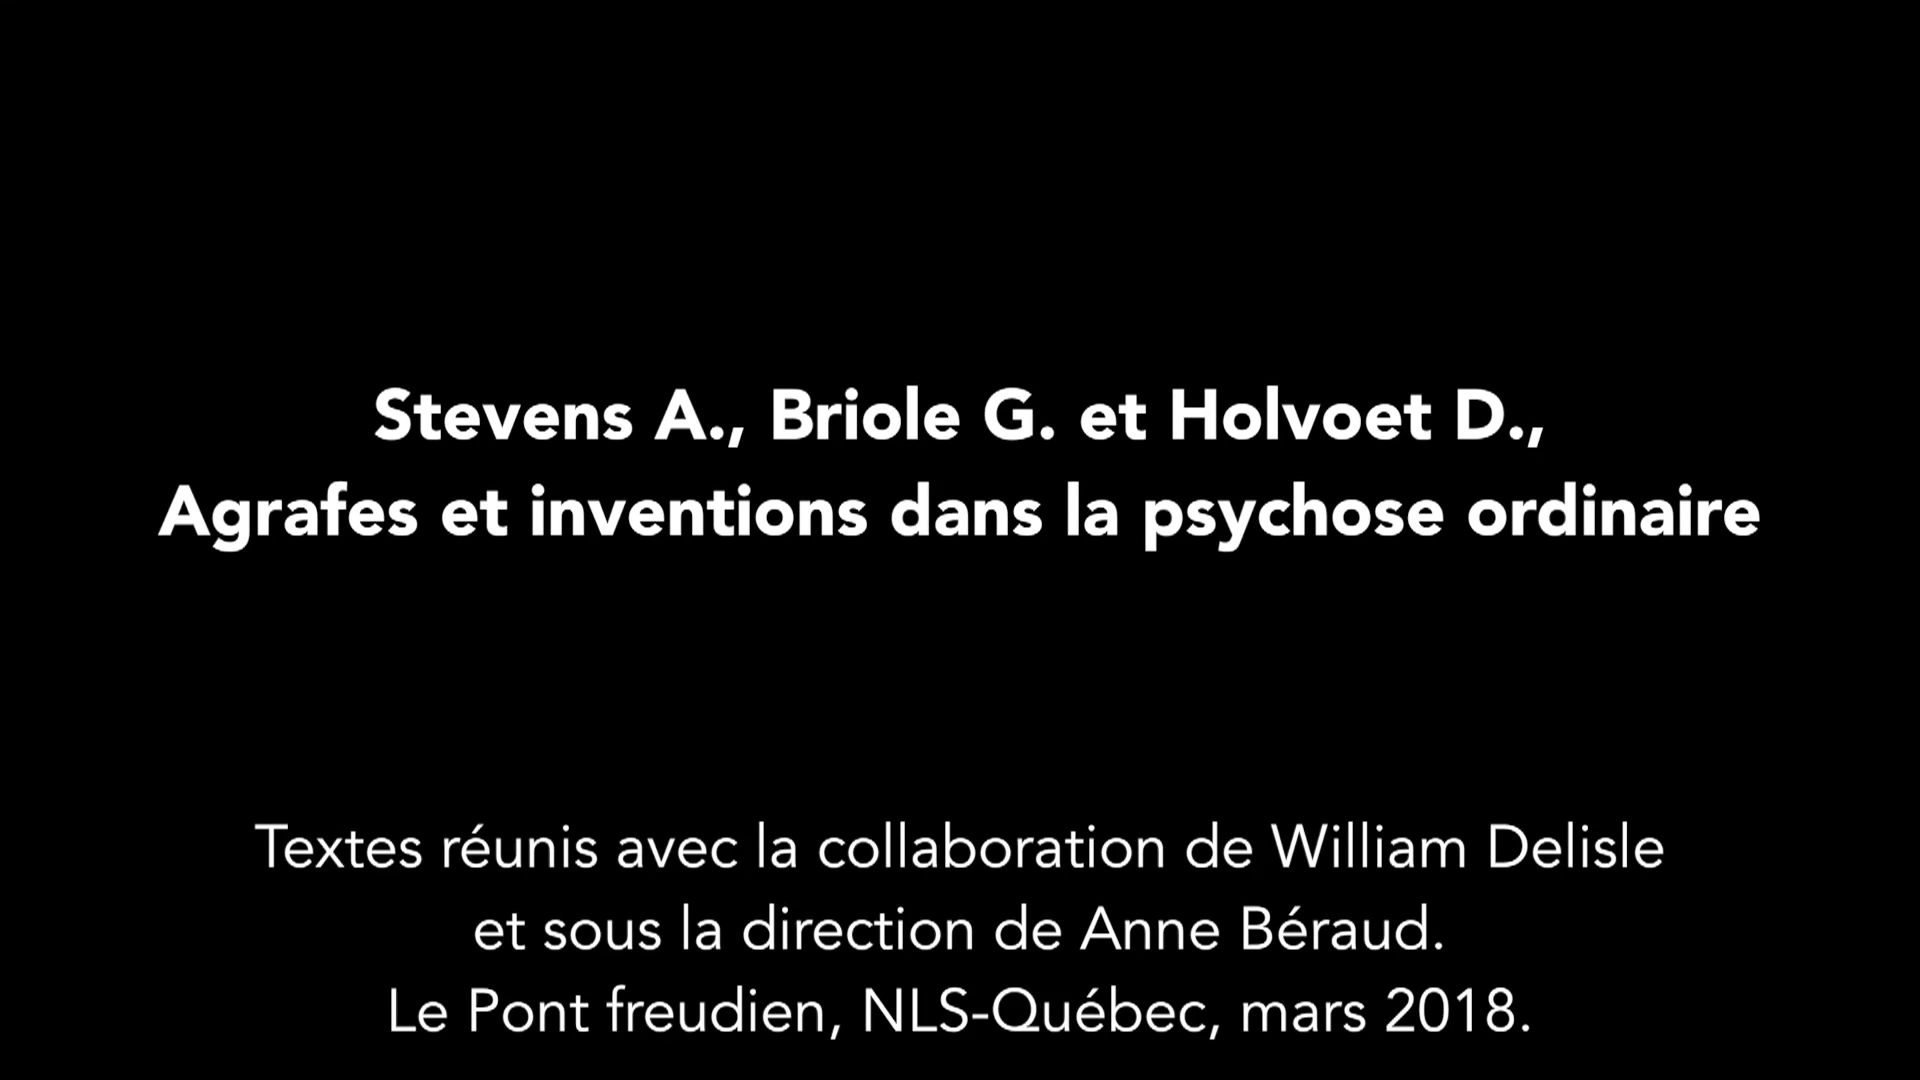 Stevens A., Briole G. et Holvoet D.,
Agrafes et inventions dans la psychose ordinaire
Textes réunis avec la collaboration de William Delisle
et sous la direction de Anne Béraud.
Le Pont freudien, NLS-Québec, mars 2018.